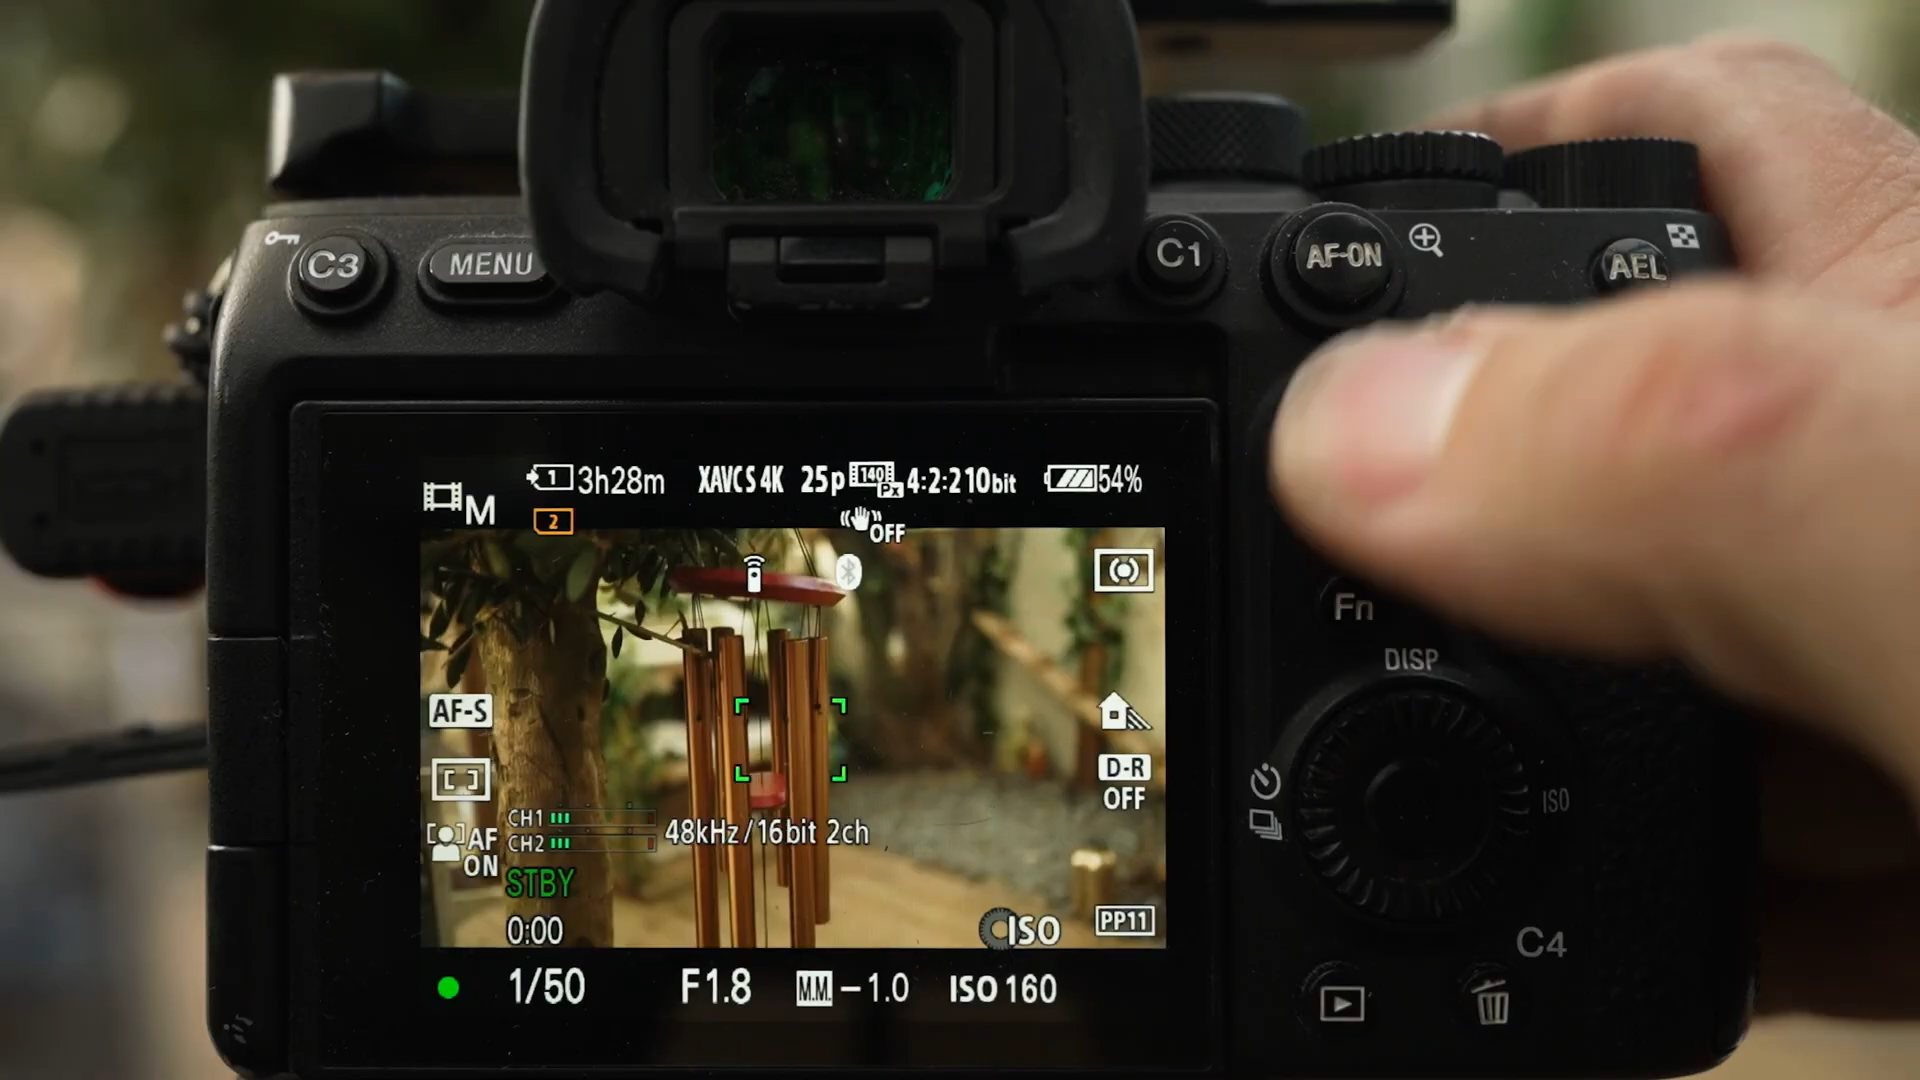 C3
MENU
C1
AF-ON
AEL
1 3h28m XAVC S 4K 25p 140 Px 4:2:2 10bit 54%
M
2
OFF
AF-S
AF
ON
CH1
CH2
48kHz/16bit 2ch
STBY
0:00
D-R
OFF
ISO
PP11
1/50 F1.8 M.M. –1.0 ISO 160
Fn
DISP
ISO
C4